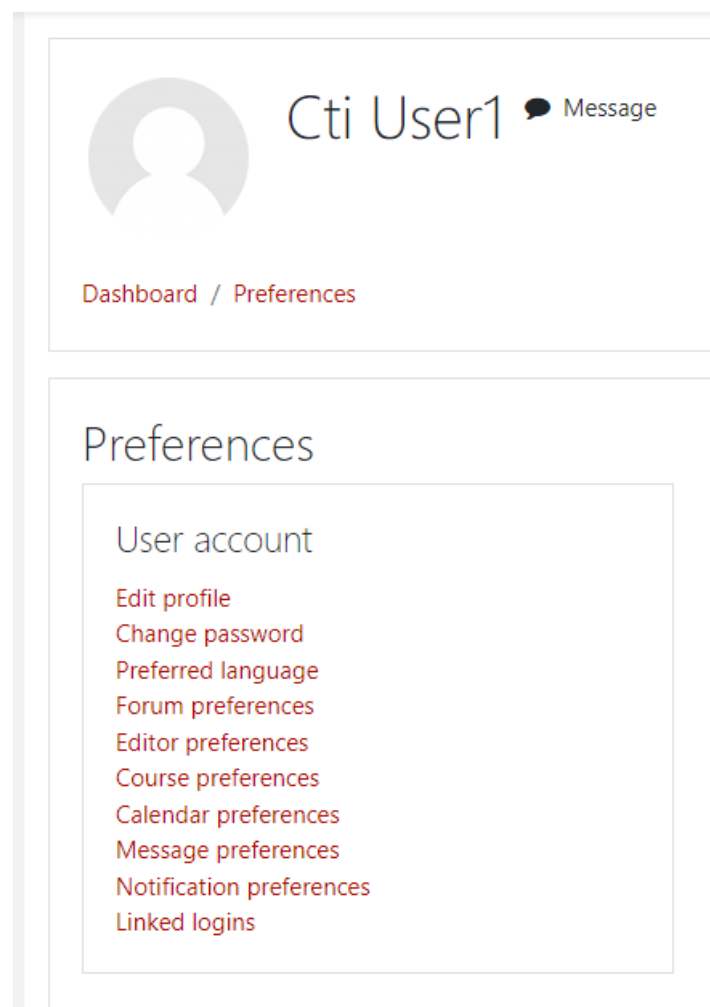 Cti User1 Message
Dashboard / Preferences
Preferences
User account
Edit profile
Change password
Preferred language
Forum preferences
Editor preferences
Course preferences
Calendar preferences
Message preferences
Notification preferences
Linked logins